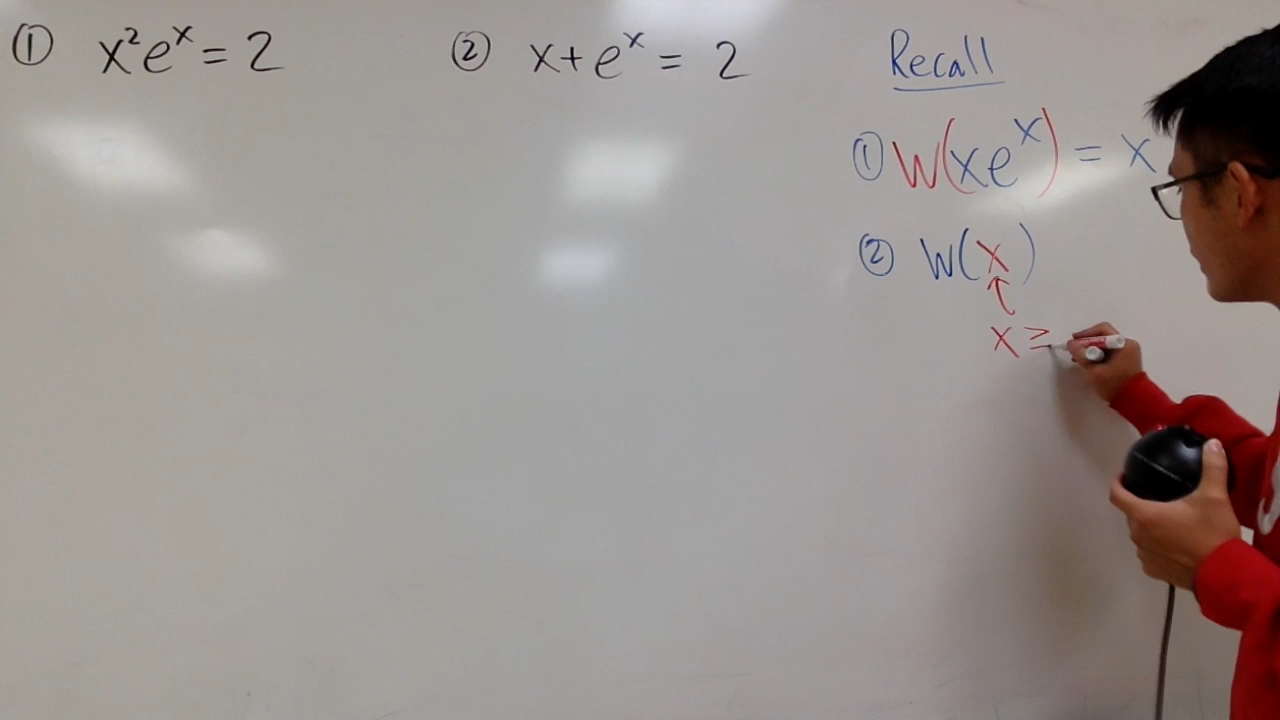 ① x²eˣ = 2
② x + eˣ = 2
Recall
① W(xeˣ) = x
② W(x)
x ≥